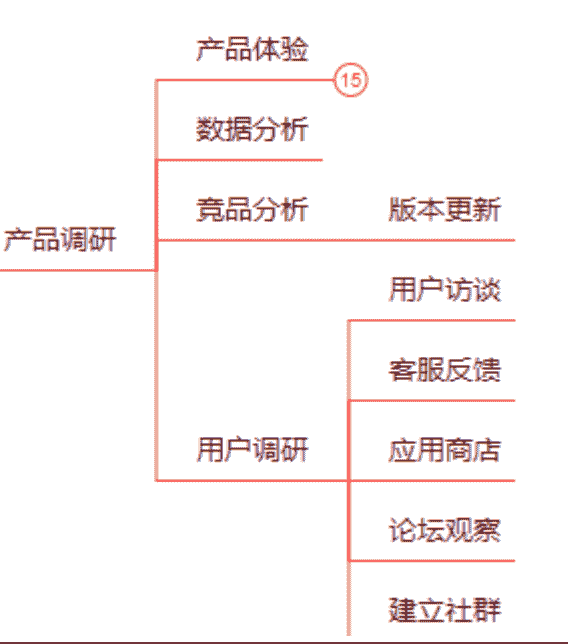 产品体验
15
数据分析
竞品分析
版本更新
产品调研
用户访谈
客服反馈
用户调研
应用商店
论坛观察
建立社群